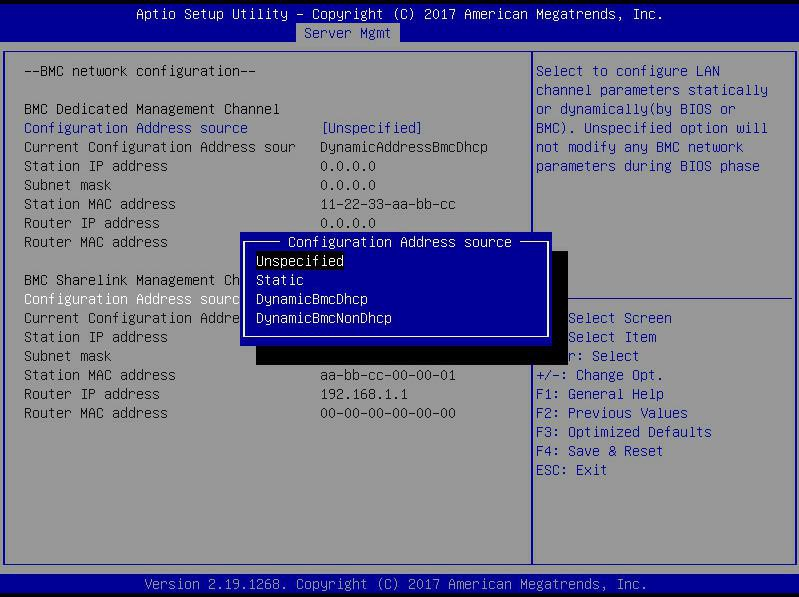 Aptio Setup Utility – Copyright (C) 2017 American Megatrends, Inc.
Server Mgmt
--BMC network configuration--
BMC Dedicated Management Channel
Configuration Address source [Unspecified]
Current Configuration Address sour DynamicAddressBmcDhcp
Station IP address 0.0.0.0
Subnet mask 0.0.0.0
Station MAC address 11-22-33-aa-bb-cc
Router IP address 0.0.0.0
Router MAC address
BMC Sharelink Management Ch
Configuration Address sourc
Current Configuration Addre
Station IP address
Subnet mask
Station MAC address aa-bb-cc-00-00-01
Router IP address 192.168.1.1
Router MAC address 00-00-00-00-00-00
Configuration Address source
Unspecified
Static
DynamicBmcDhcp
DynamicBmcNonDhcp
Select to configure LAN
channel parameters statically
or dynamically(by BIOS or
BMC). Unspecified option will
not modify any BMC network
parameters during BIOS phase
Select Screen
Select Item
r: Select
+/-: Change Opt.
F1: General Help
F2: Previous Values
F3: Optimized Defaults
F4: Save & Reset
ESC: Exit
Version 2.19.1268. Copyright (C) 2017 American Megatrends, Inc.